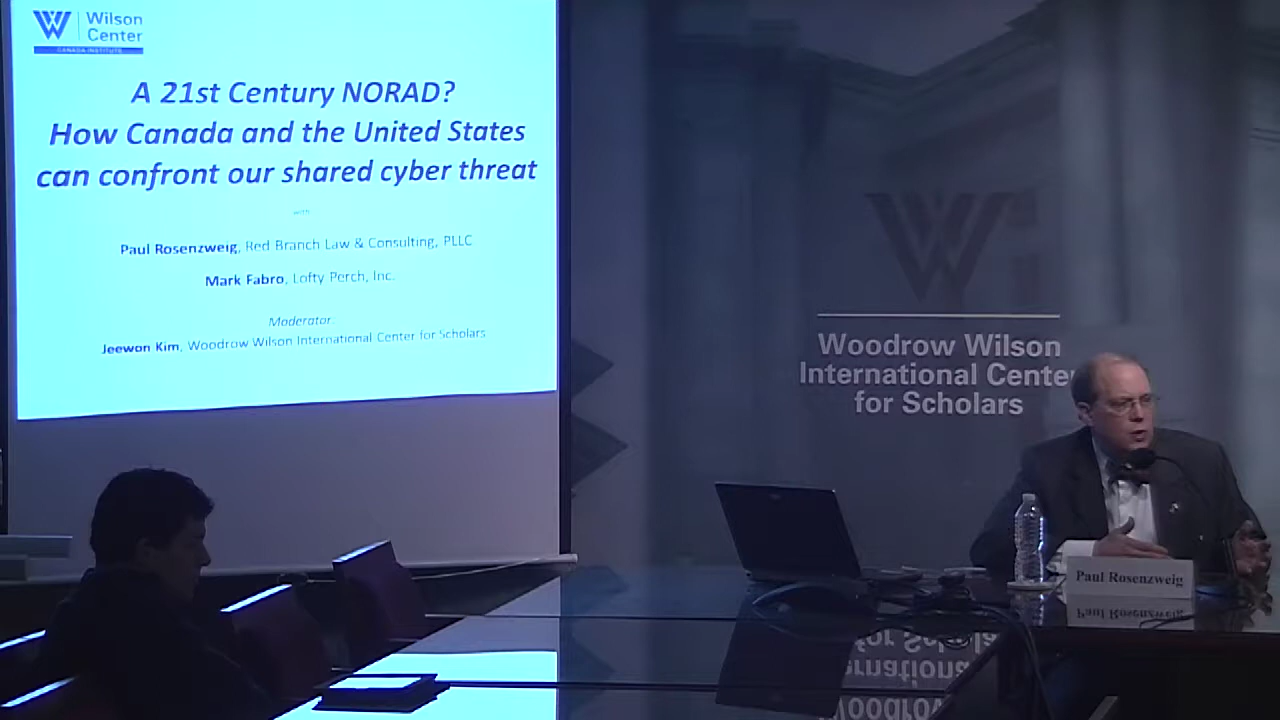 Wilson
Center
CANADA INSTITUTE
A 21st Century NORAD?
How Canada and the United States
can confront our shared cyber threat
with
Paul Rosenzweig, Red Branch Law & Consulting, PLLC
Mark Fabro, Lofty Perch, Inc.
Moderator:
Jeewon Kim, Woodrow Wilson International Center for Scholars
W
Woodrow Wilson
International Cente
for Scholars
Paul Rosenzweig